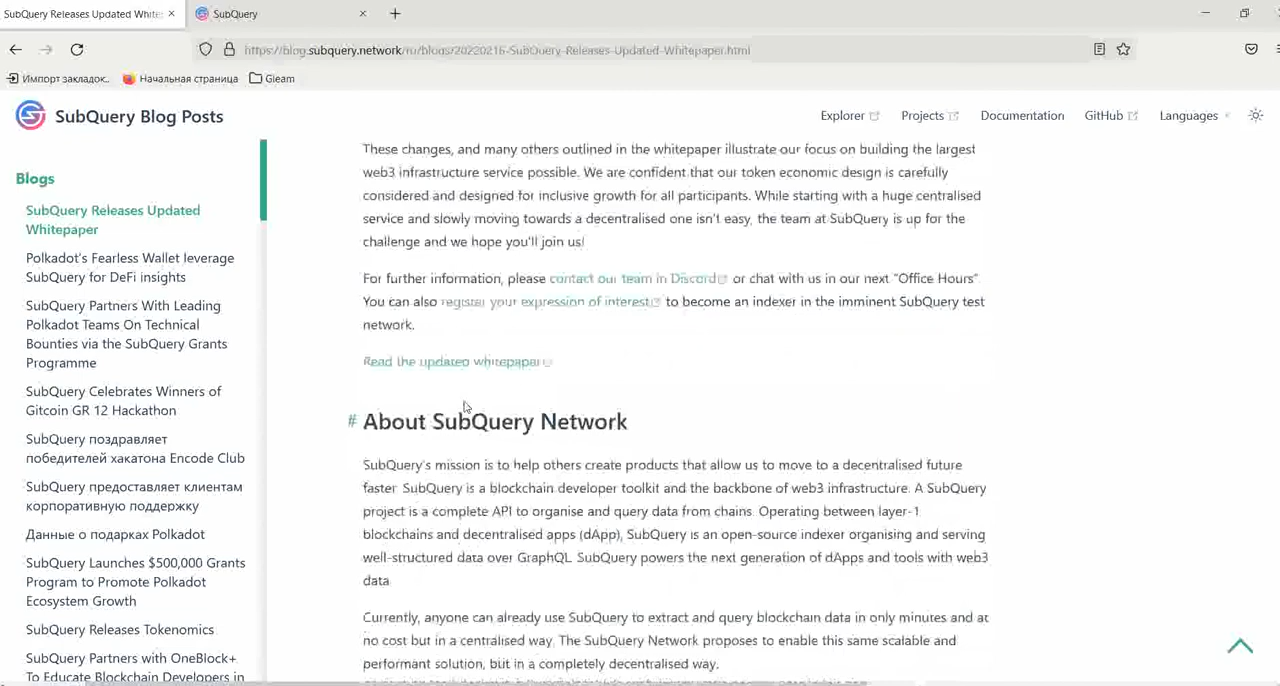 SubQuery Releases Updated White
SubQuery
https://blog.subquery.network/ru/blogs/20220216-SubQuery-Releases-Updated-Whitepaper.html
Импорт закладок..
Начальная страница
Gleam
SubQuery Blog Posts
Explorer
Projects
Documentation
GitHub
Languages
Blogs
SubQuery Releases Updated
Whitepaper
Polkadot's Fearless Wallet leverage
SubQuery for DeFi insights
SubQuery Partners With Leading
Polkadot Teams On Technical
Bounties via the SubQuery Grants
Programme
SubQuery Celebrates Winners of
Gitcoin GR 12 Hackathon
SubQuery поздравляет
победителей хакатона Encode Club
SubQuery предоставляет клиентам
корпоративную поддержку
Данные о подарках Polkadot
SubQuery Launches $500,000 Grants
Program to Promote Polkadot
Ecosystem Growth
SubQuery Releases Tokenomics
SubQuery Partners with OneBlock+
To Educate Blockchain Developers in
These changes, and many others outlined in the whitepaper illustrate our focus on building the largest
web3 infrastructure service possible. We are confident that our token economic design is carefully
considered and designed for inclusive growth for all participants. While starting with a huge centralised
service and slowly moving towards a decentralised one isn't easy, the team at SubQuery is up for the
challenge and we hope you'll join us!
For further information, please contact our team in Discord or chat with us in our next "Office Hours"
You can also register your expression of interest to become an indexer in the imminent SubQuery test
network.
Read the updated whitepaper
# About SubQuery Network
SubQuery's mission is to help others create products that allow us to move to a decentralised future
faster. SubQuery is a blockchain developer toolkit and the backbone of web3 infrastructure. A SubQuery
project is a complete API to organise and query data from chains. Operating between layer-1
blockchains and decentralised apps (dApp), SubQuery is an open-source indexer organising and serving
well-structured data over GraphQL. SubQuery powers the next generation of dApps and tools with web3
data
Currently, anyone can already use SubQuery to extract and query blockchain data in only minutes and at
no cost but in a centralised way. The SubQuery Network proposes to enable this same scalable and
performant solution, but in a completely decentralised way.